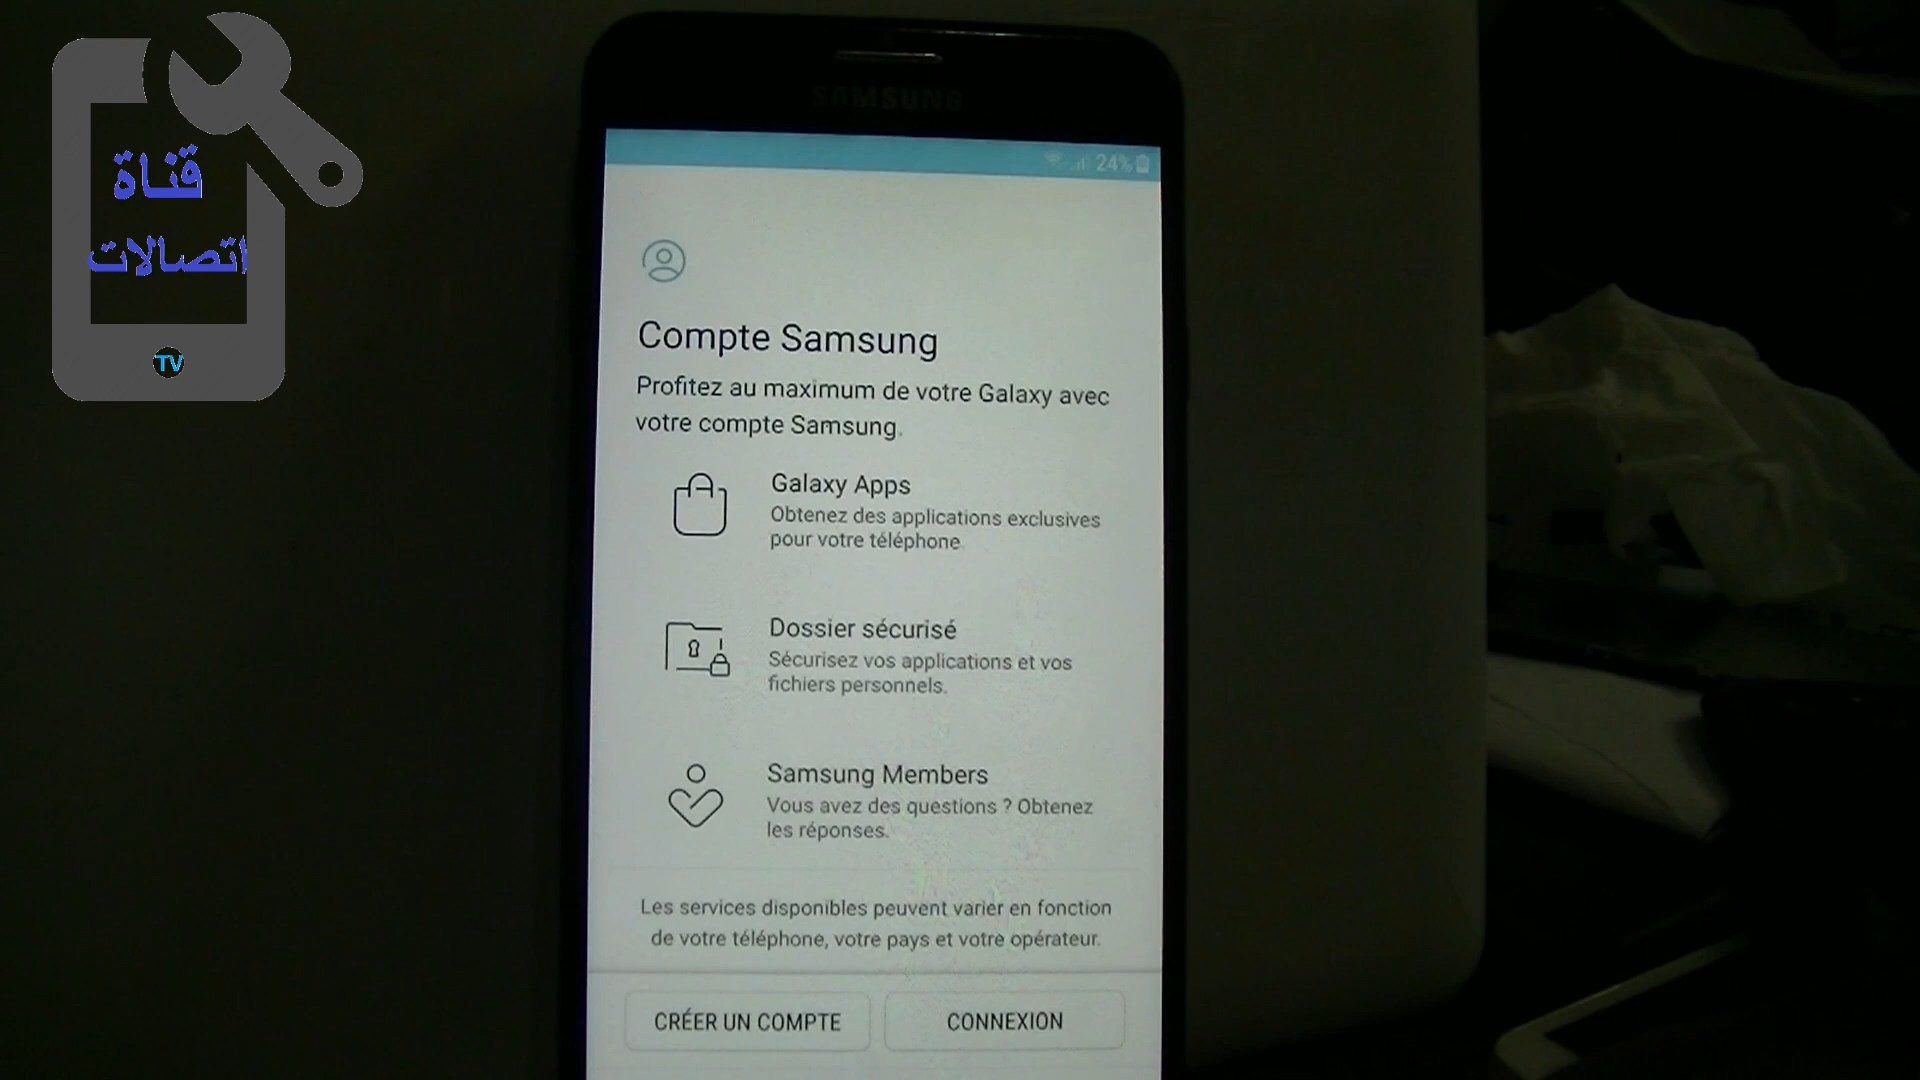 قناة
اتصالات
TV
SAMSUNG
24%
Compte Samsung
Profitez au maximum de votre Galaxy avec
votre compte Samsung.
Galaxy Apps
Obtenez des applications exclusives
pour votre téléphone.
Dossier sécurisé
Sécurisez vos applications et vos
fichiers personnels.
Samsung Members
Vous avez des questions ? Obtenez
les réponses.
Les services disponibles peuvent varier en fonction
de votre téléphone, votre pays et votre opérateur.
CRÉER UN COMPTE
CONNEXION